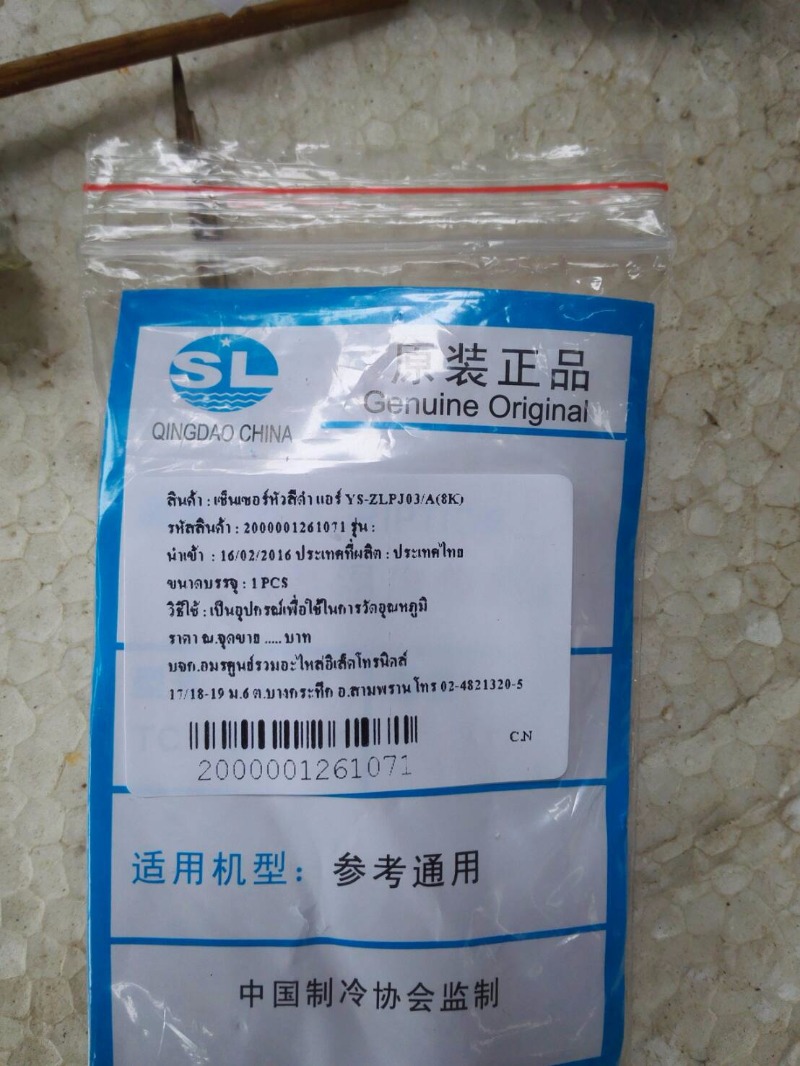 SL
QINGDAO CHINA
原装正品
Genuine Original
สินค้า : เซ็นเซอร์หัวสีดำ แอร์ YS-ZLPJ03/A(8K)
รหัสสินค้า : 2000001261071 รุ่น :
นำเข้า : 16/02/2016 ประเทศที่ผลิต : ประเทศไทย
ขนาดบรรจุ : 1 PCS
วิธีใช้ : เป็นอุปกรณ์เพื่อใช้ในการวัดอุณหภูมิ
ราคา ณ.จุดขาย ..... บาท
บจก.อมรศูนย์รวมอะไหล่อิเล็คโทรนิคส์
17/18-19 ม.6 ต.บางกระทึก อ.สามพราน โทร 02-4821320-5
C.N
2000001261071
适用机型：参考通用
中国制冷协会监制